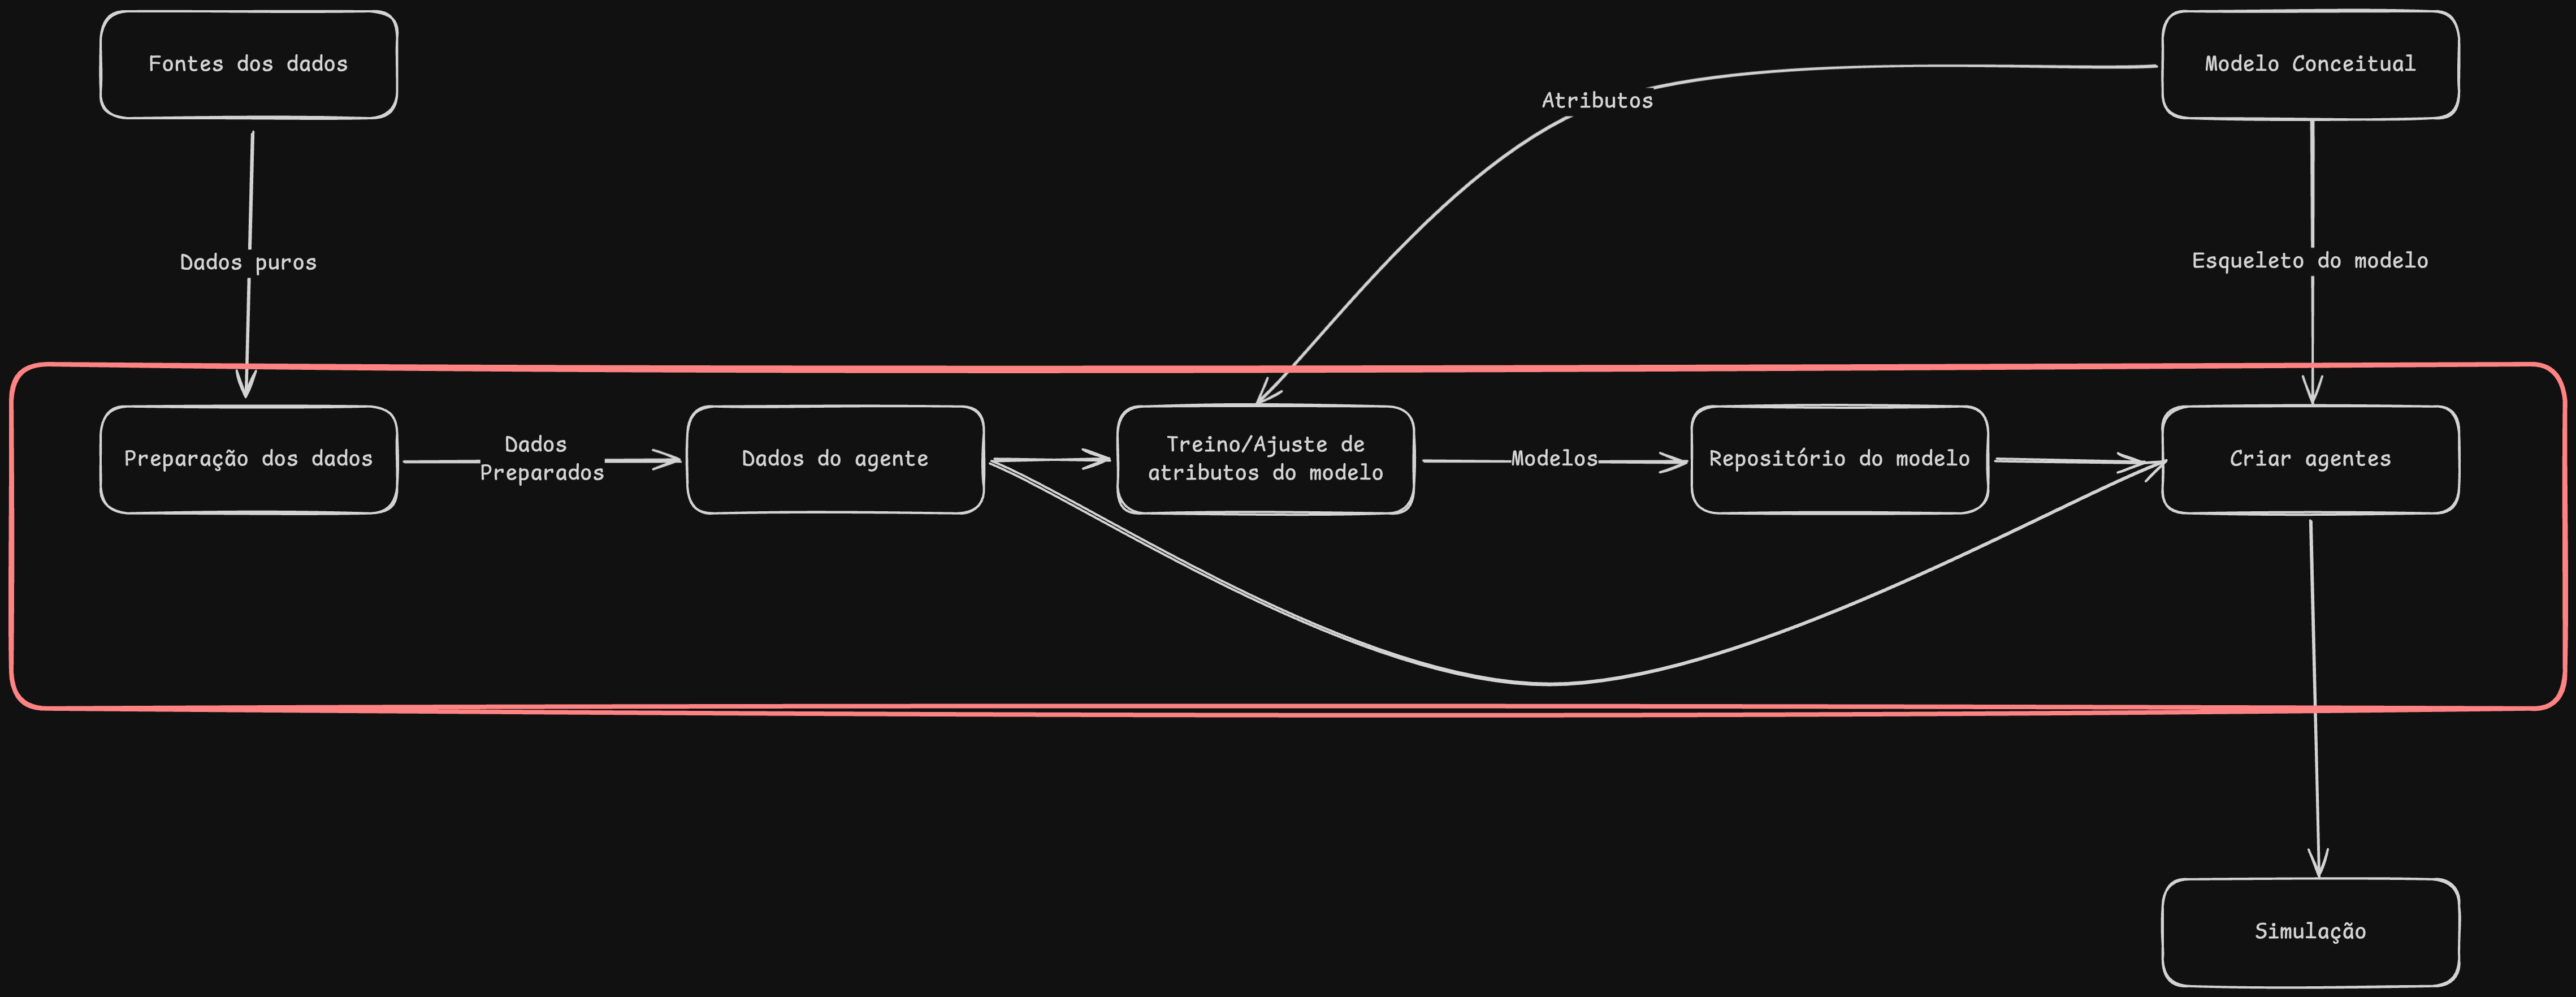 Fontes dos dados
Modelo Conceitual
Atributos
Dados puros
Esqueleto do modelo
Preparação dos dados
Dados
Preparados
Dados do agente
Treino/Ajuste de
atributos do modelo
Modelos
Repositório do modelo
Criar agentes
Simulação